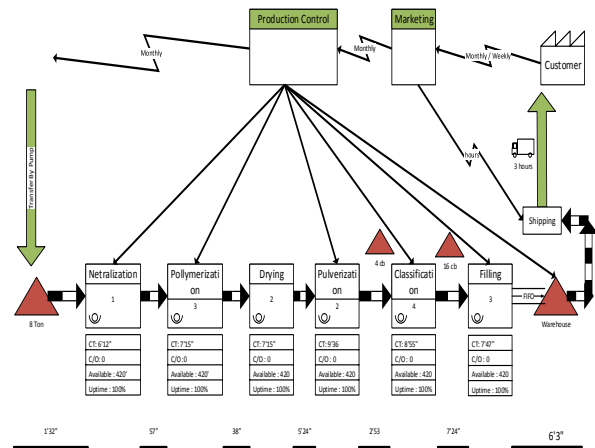 Production Control
Marketing
Monthly
Monthly
Monthly / Weekly
Customer
Transfer By Pump
hours
3 hours
Shipping
4 cb
16 cb
Netralization
1
Pollymerizati
on
3
Drying
2
Pulverizati
on
2
Classificati
on
4
Filling
3
FIFO
8 Ton
Warehouse
CT: 6'12"
C/O: 0
Available : 420'
Uptime : 100%
CT: 7'15"
C/O:0
Available : 420'
Uptime : 100%
CT: 7'15"
C/O: 0
Available : 420
Uptime : 100%
CT: 9'36
C/O : 0
Available : 420
Uptime : 100%
CT: 8'55"
C/O : 0
Available : 420
Uptime : 100%
CT: 7'47"
C/O : 0
Available : 420
Uptime : 100%
1'32"
57"
38"
5'24"
2'53
7'24"
6'3"